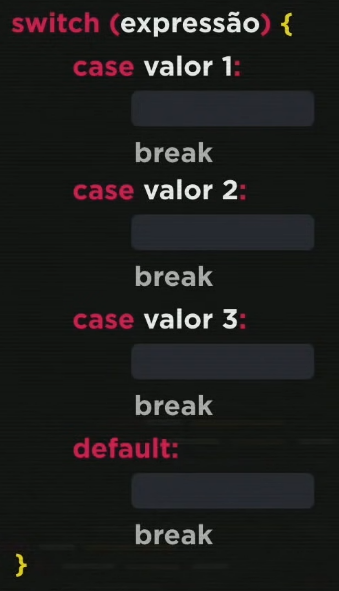 switch (expressão) {
case valor 1:
break
case valor 2:
break
case valor 3:
break
default:
break
}